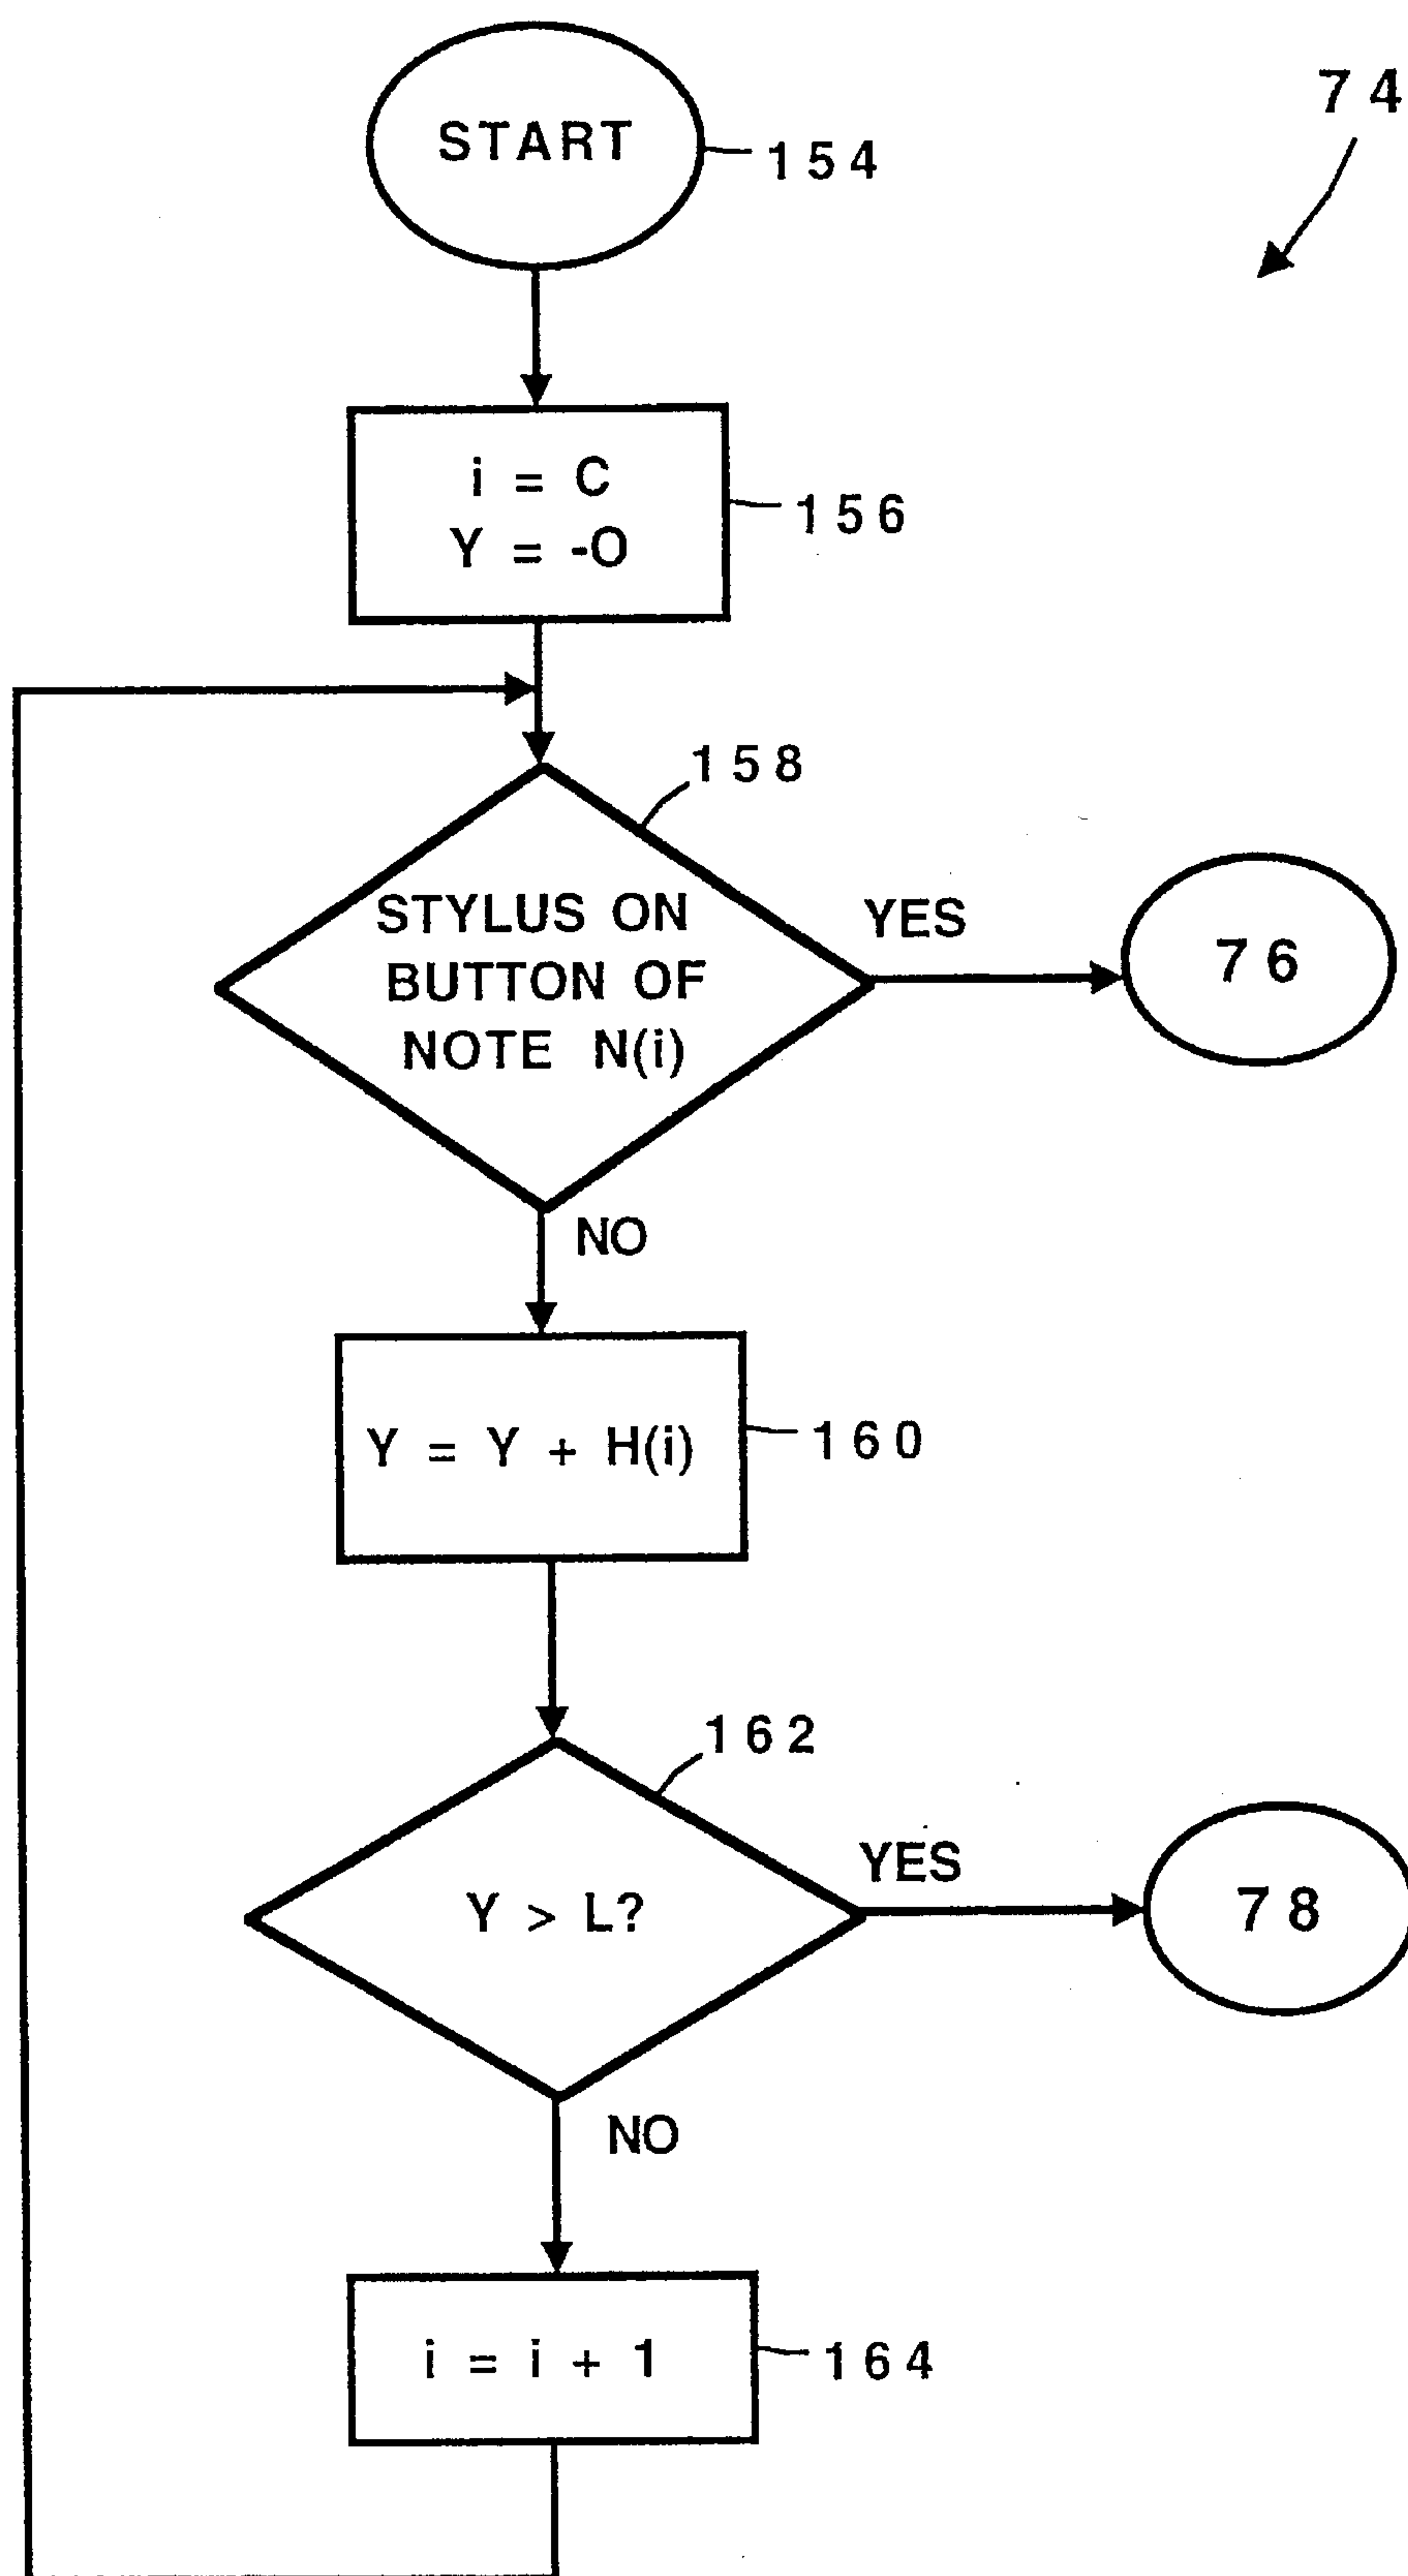 74
START
154
i = C
Y = -O
156
158
STYLUS ON
BUTTON OF
NOTE N(i)
YES
76
NO
Y = Y + H(i)
160
162
Y > L?
YES
78
NO
i = i + 1
164